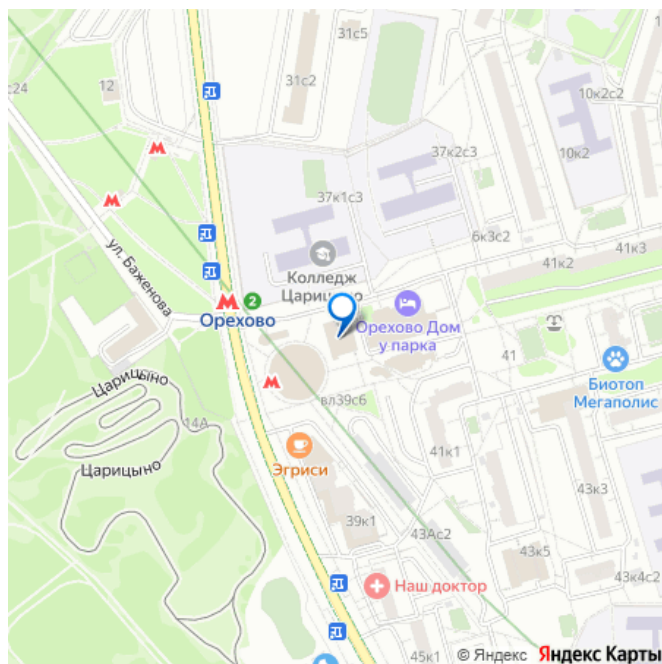 31с5
31с2
12
с24
10к2с2
37к2с3
10к2
37к1с3
6к3с2
ул. Баженова
Колледж
Царицыно
41к2
41к3
2
Орехово
Орехово Дом
у парка
41
Биотоп
Мегаполис
Царицыно
14А
вл39с6
Царицыно
Эгриси
41к1
43к3
39к1
43Ас2
43к5
Наш доктор
43к4с2
45к1
© Яндекс Яндекс Карты